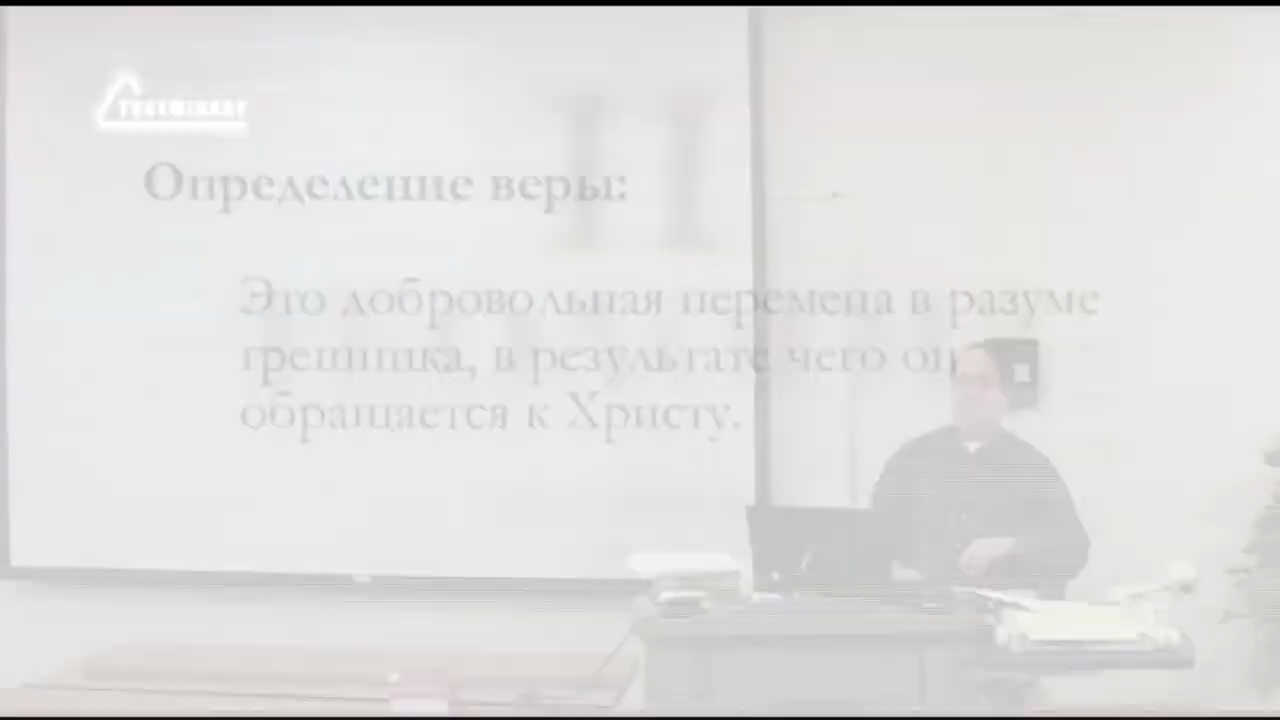 Определение веры:
Это добровольная перемена в разуме
грешника, в результате чего он
обращается к Христу.